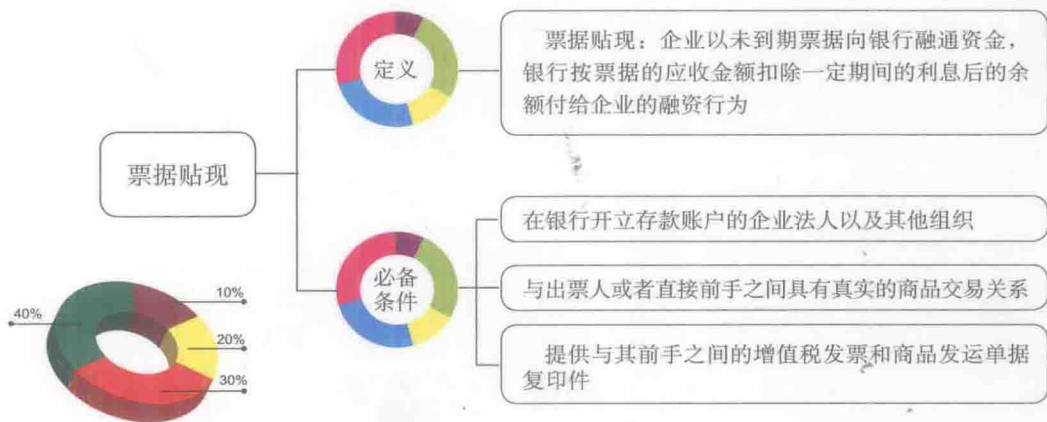 票据贴现
定义
票据贴现：企业以未到期票据向银行融通资金，
银行按票据的应收金额扣除一定期间的利息后的余
额付给企业的融资行为
必备
条件
在银行开立存款账户的企业法人以及其他组织
与出票人或者直接前手之间具有真实的商品交易关系
提供与其前手之间的增值税发票和商品发运单据
复印件
10%
40%
20%
30%